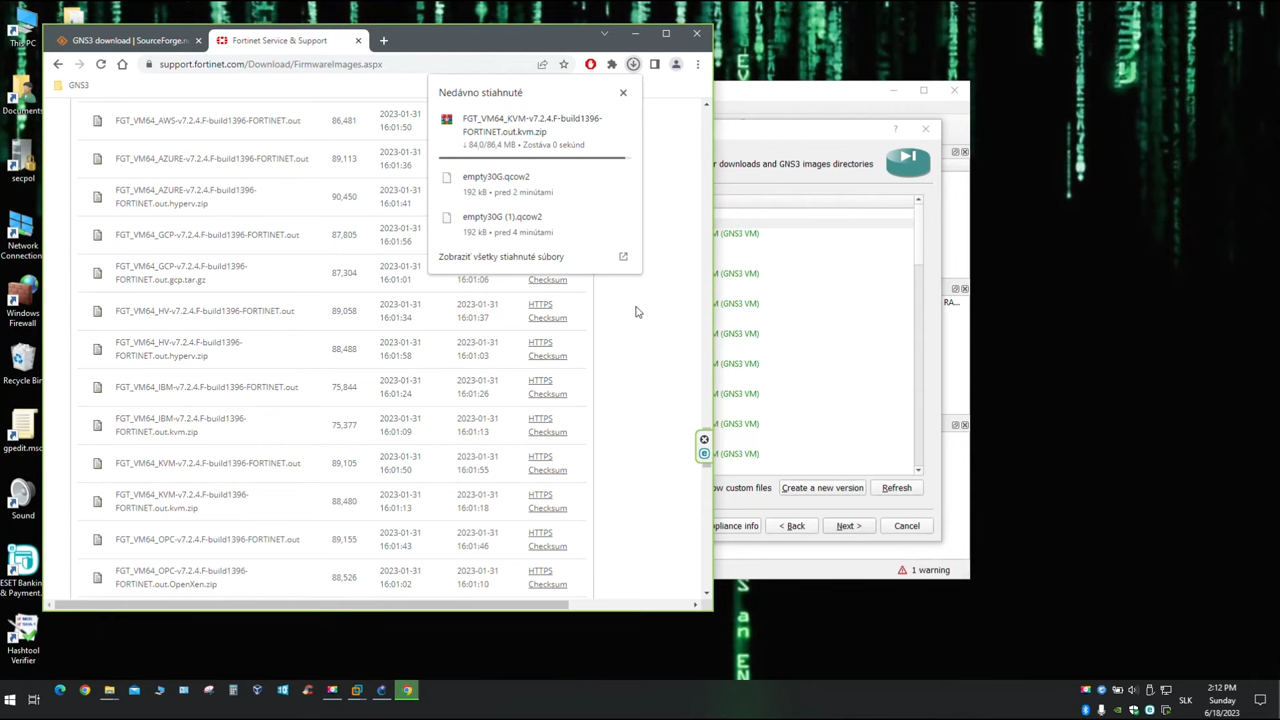 This PC
Documents
secpol
Network
Connection...
Windows
Firewall
Recycle Bin
gpedit.msc
Sound
ESET Banking
& Payment...
Hashtool
Verifier
GNS3 download | SourceForge.n
Fortinet Service & Support
support.fortinet.com/Download/FirmwareImages.aspx
GNS3
FGT_VM64_AWS-v7.2.4.F-build1396-FORTINET.out
86,481
2023-01-31
16:01:50
FGT_VM64_AZURE-v7.2.4.F-build1396-FORTINET.out
89,113
2023-01-31
16:01:36
FGT_VM64_AZURE-v7.2.4.F-build1396-
FORTINET.out.hyperv.zip
90,450
2023-01-31
16:01:41
FGT_VM64_GCP-v7.2.4.F-build1396-FORTINET.out
87,805
2023-01-31
16:01:56
FGT_VM64_GCP-v7.2.4.F-build1396-
FORTINET.out.gcp.tar.gz
87,304
2023-01-31
16:01:01
16:01:06
Checksum
FGT_VM64_HV-v7.2.4.F-build1396-FORTINET.out
89,058
2023-01-31
16:01:34
2023-01-31
16:01:37
HTTPS
Checksum
FGT_VM64_HV-v7.2.4.F-build1396-
FORTINET.out.hyperv.zip
88,488
2023-01-31
16:01:58
2023-01-31
16:01:03
HTTPS
Checksum
FGT_VM64_IBM-v7.2.4.F-build1396-FORTINET.out
75,844
2023-01-31
16:01:24
2023-01-31
16:01:26
HTTPS
Checksum
FGT_VM64_IBM-v7.2.4.F-build1396-
FORTINET.out.kvm.zip
75,377
2023-01-31
16:01:09
2023-01-31
16:01:13
HTTPS
Checksum
FGT_VM64_KVM-v7.2.4.F-build1396-FORTINET.out
89,105
2023-01-31
16:01:50
2023-01-31
16:01:55
HTTPS
Checksum
FGT_VM64_KVM-v7.2.4.F-build1396-
FORTINET.out.kvm.zip
88,480
2023-01-31
16:01:13
2023-01-31
16:01:18
HTTPS
Checksum
FGT_VM64_OPC-v7.2.4.F-build1396-FORTINET.out
89,155
2023-01-31
16:01:43
2023-01-31
16:01:46
HTTPS
Checksum
FGT_VM64_OPC-v7.2.4.F-build1396-
FORTINET.out.OpenXen.zip
88,526
2023-01-31
16:01:02
2023-01-31
16:01:10
HTTPS
Checksum
Nedávno stiahnuté
FGT_VM64_KVM-v7.2.4.F-build1396-
FORTINET.out.kvm.zip
↓ 84,0/86,4 MB • Zostáva 0 sekúnd
empty30G.qcow2
192 kB • pred 2 minútami
empty30G (1).qcow2
192 kB • pred 4 minútami
Zobraziť všetky stiahnuté súbory
r downloads and GNS3 images directories
M (GNS3 VM)
M (GNS3 VM)
M (GNS3 VM)
M (GNS3 VM)
M (GNS3 VM)
M (GNS3 VM)
M (GNS3 VM)
M (GNS3 VM)
RA...
ow custom files
Create a new version
Refresh
ppliance info
< Back
Next >
Cancel
1 warning
SLK
2:12 PM
Sunday
6/18/2023